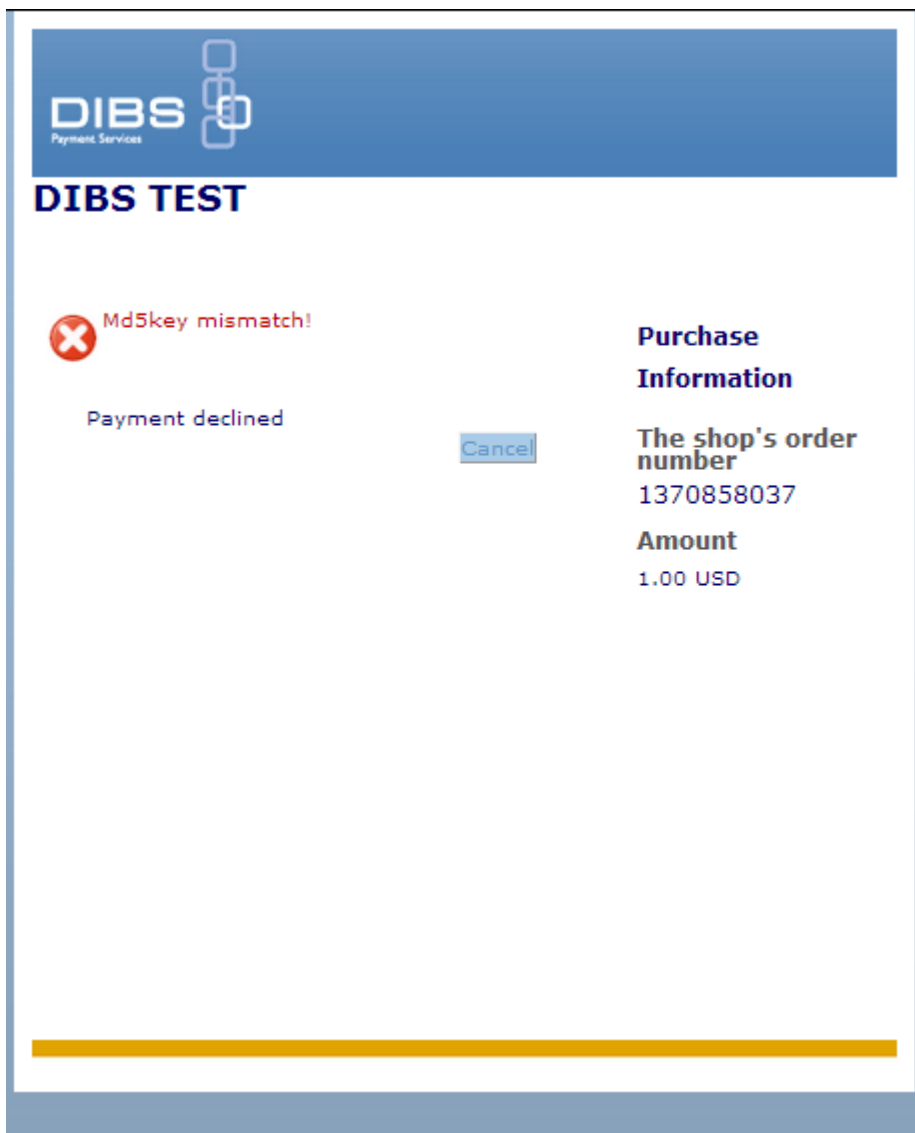 DIBS
Payment Services
DIBS TEST
Md5key mismatch!
Payment declined
Cancel
Purchase
Information
The shop's order
number
1370858037
Amount
1.00 USD